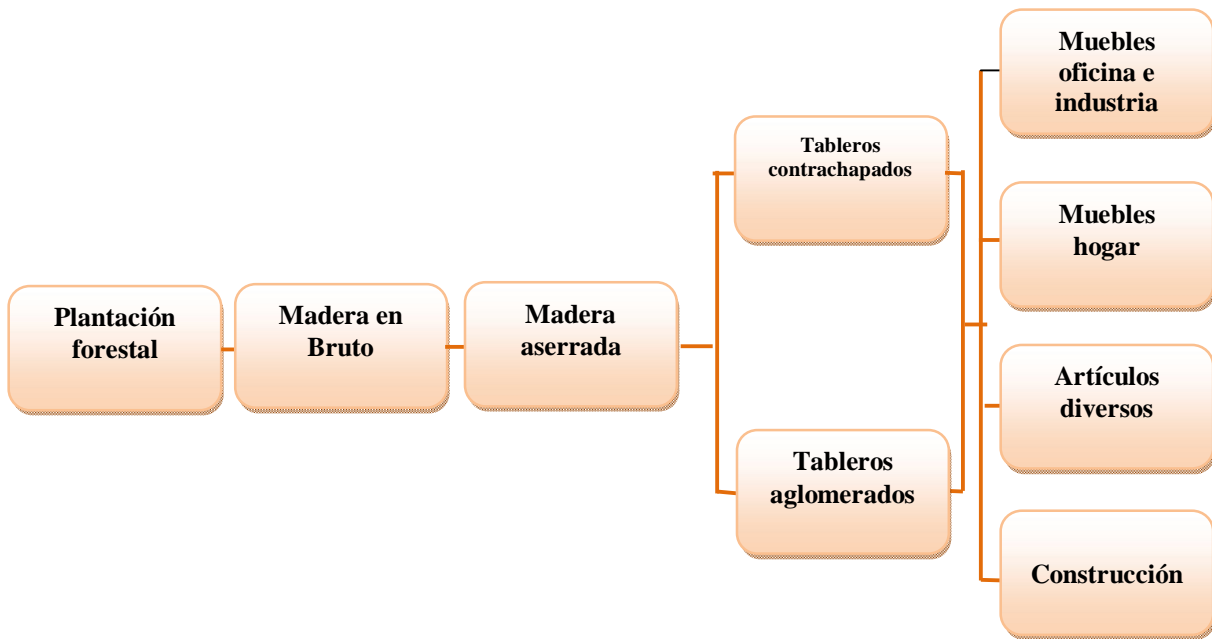 Plantación
forestal
Madera en
Bruto
Madera
aserrada
Tableros
contrachapados
Tableros
aglomerados
Muebles
oficina e
industria
Muebles
hogar
Artículos
diversos
Construcción